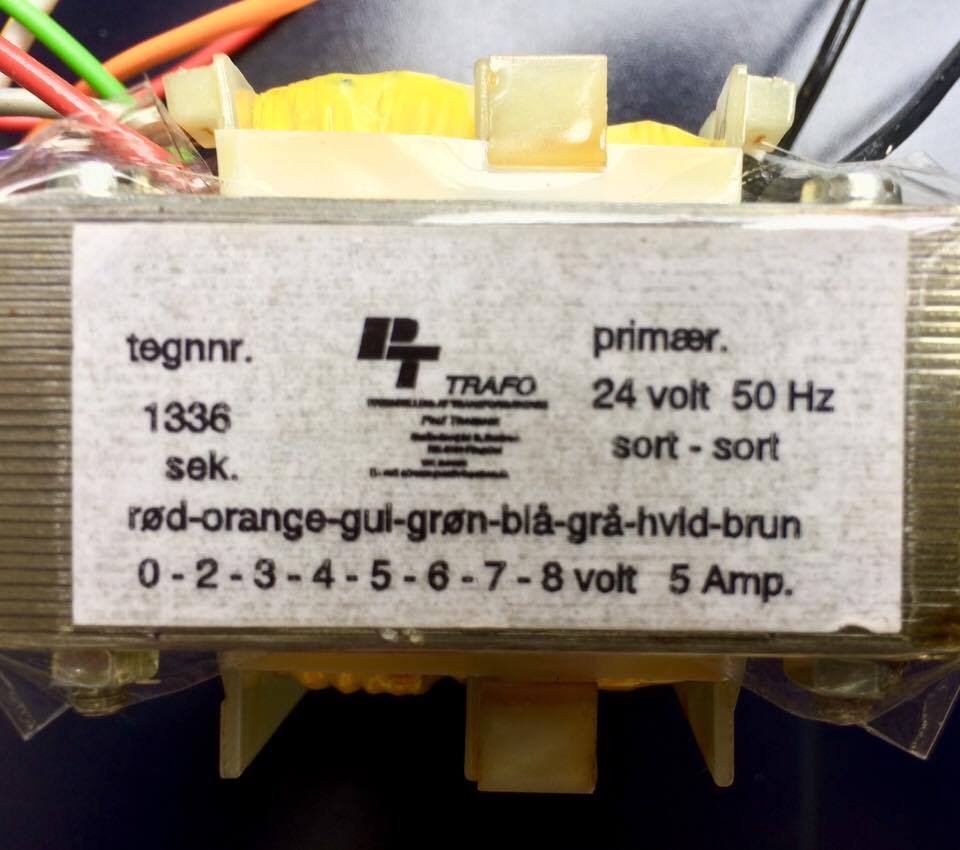 tegnnr.
1336
sek.
PT TRAFO
primær.
24 volt 50 Hz
sort - sort
rød-orange-gul-grøn-blå-grå-hvid-brun
0 - 2 - 3 - 4 - 5 - 6 - 7 - 8 volt 5 Amp.